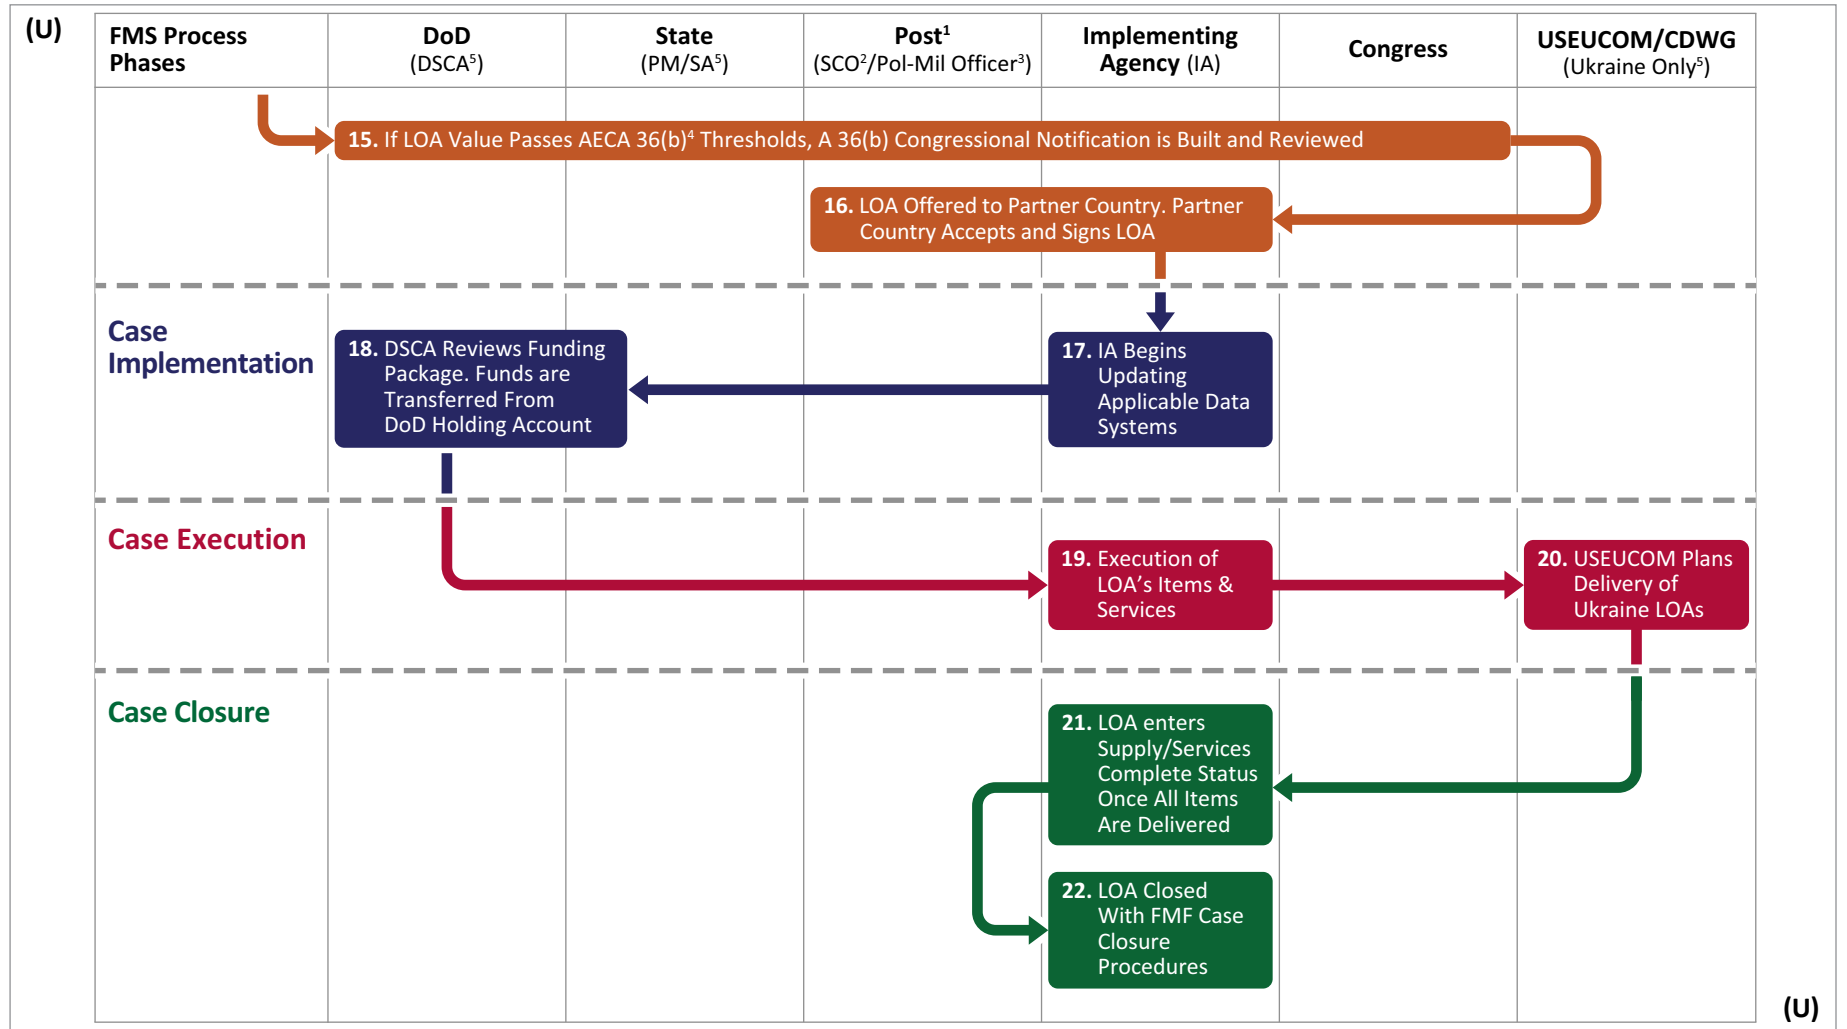 (U)
FMS Process
Phases
DoD
(DSCA⁵)
State
(PM/SA⁵)
Post¹
(SCO²/Pol-Mil Officer³)
Implementing
Agency (IA)
Congress
USEUCOM/CDWG
(Ukraine Only⁵)
15. If LOA Value Passes AECA 36(b)⁴ Thresholds, A 36(b) Congressional Notification is Built and Reviewed
16. LOA Offered to Partner Country. Partner
Country Accepts and Signs LOA
Case
Implementation
18. DSCA Reviews Funding
Package. Funds are
Transferred From
DoD Holding Account
17. IA Begins
Updating
Applicable Data
Systems
Case Execution
19. Execution of
LOA’s Items &
Services
20. USEUCOM Plans
Delivery of
Ukraine LOAs
Case Closure
21. LOA enters
Supply/Services
Complete Status
Once All Items
Are Delivered
22. LOA Closed
With FMF Case
Closure
Procedures
(U)